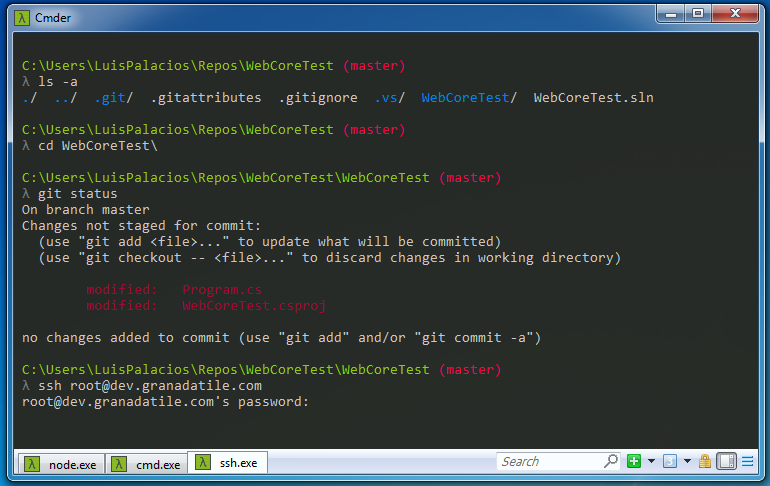 Cmder
C:\Users\LuisPalacios\Repos\WebCoreTest (master)
λ ls -a
./ ../ .git/ .gitattributes .gitignore .vs/ WebCoreTest/ WebCoreTest.sln
C:\Users\LuisPalacios\Repos\WebCoreTest (master)
λ cd WebCoreTest\
C:\Users\LuisPalacios\Repos\WebCoreTest\WebCoreTest (master)
λ git status
On branch master
Changes not staged for commit:
(use "git add <file>..." to update what will be committed)
(use "git checkout -- <file>..." to discard changes in working directory)
modified: Program.cs
modified: WebCoreTest.csproj
no changes added to commit (use "git add" and/or "git commit -a")
C:\Users\LuisPalacios\Repos\WebCoreTest\WebCoreTest (master)
λ ssh root@dev.granadatile.com
root@dev.granadatile.com's password:
λ node.exe λ cmd.exe λ ssh.exe Search 3